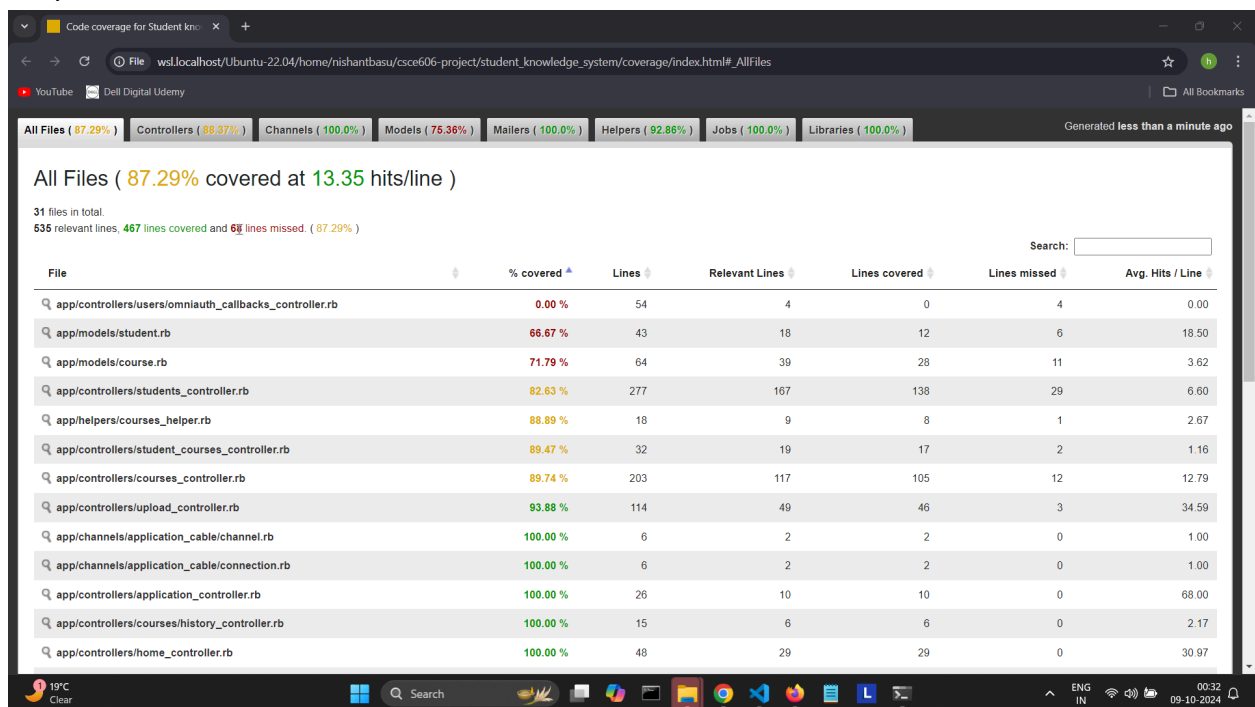 Code coverage for Student kno
File wsl.localhost/Ubuntu-22.04/home/nishantbasu/csce606-project/student_knowledge_system/coverage/index.html#_AllFiles h
YouTube Dell Digital Udemy All Bookmarks
All Files ( 87.29% ) Controllers ( 88.37% ) Channels ( 100.0% ) Models ( 75.36% ) Mailers ( 100.0% ) Helpers ( 92.86% ) Jobs ( 100.0% ) Libraries ( 100.0% ) Generated less than a minute ago
All Files ( 87.29% covered at 13.35 hits/line )
31 files in total.
535 relevant lines, 467 lines covered and 68 lines missed. ( 87.29% )
Search:
File % covered Lines Relevant Lines Lines covered Lines missed Avg. Hits / Line
app/controllers/users/omniauth_callbacks_controller.rb 0.00 % 54 4 0 4 0.00
app/models/student.rb 66.67 % 43 18 12 6 18.50
app/models/course.rb 71.79 % 64 39 28 11 3.62
app/controllers/students_controller.rb 82.63 % 277 167 138 29 6.60
app/helpers/courses_helper.rb 88.89 % 18 9 8 1 2.67
app/controllers/student_courses_controller.rb 89.47 % 32 19 17 2 1.16
app/controllers/courses_controller.rb 89.74 % 203 117 105 12 12.79
app/controllers/upload_controller.rb 93.88 % 114 49 46 3 34.59
app/channels/application_cable/channel.rb 100.00 % 6 2 2 0 1.00
app/channels/application_cable/connection.rb 100.00 % 6 2 2 0 1.00
app/controllers/application_controller.rb 100.00 % 26 10 10 0 68.00
app/controllers/courses/history_controller.rb 100.00 % 15 6 6 0 2.17
app/controllers/home_controller.rb 100.00 % 48 29 29 0 30.97
1 19°C Search L ENG 00:32
Clear IN 09-10-2024